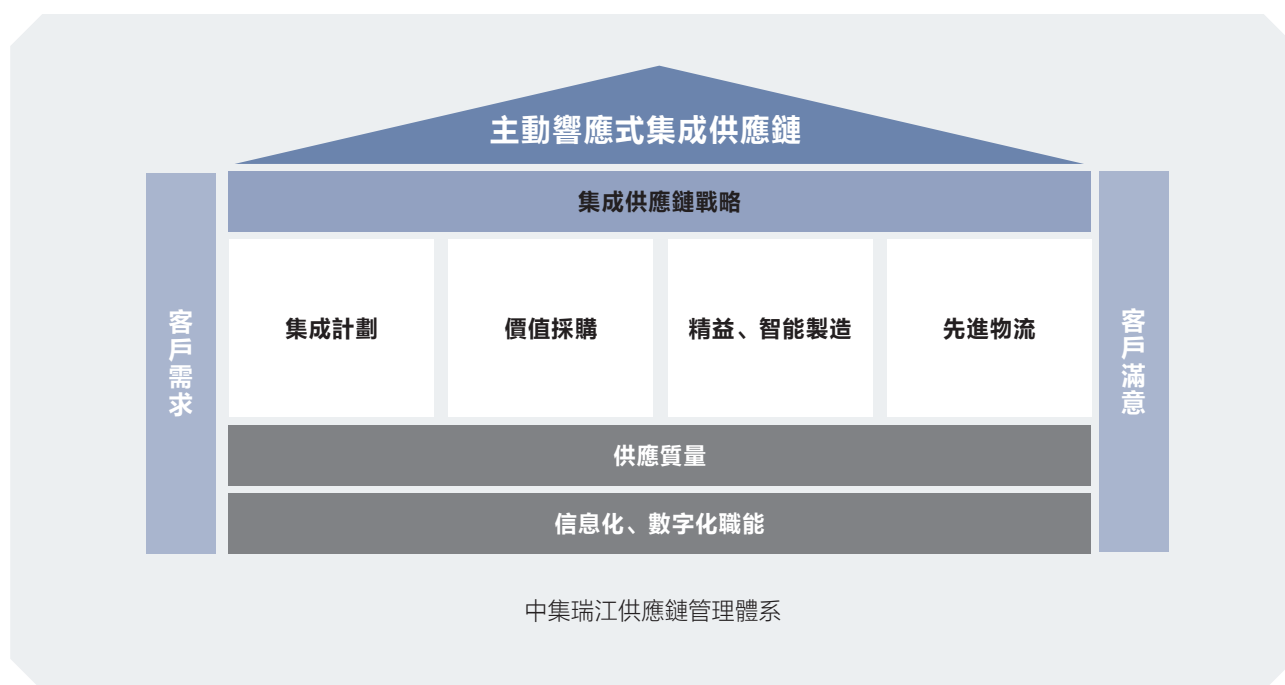 主動響應式集成供應鏈
集成供應鏈戰略
客戶需求
集成計劃
價值採購
精益、智能製造
先進物流
客戶滿意
供應質量
信息化、數字化職能
中集瑞江供應鏈管理體系